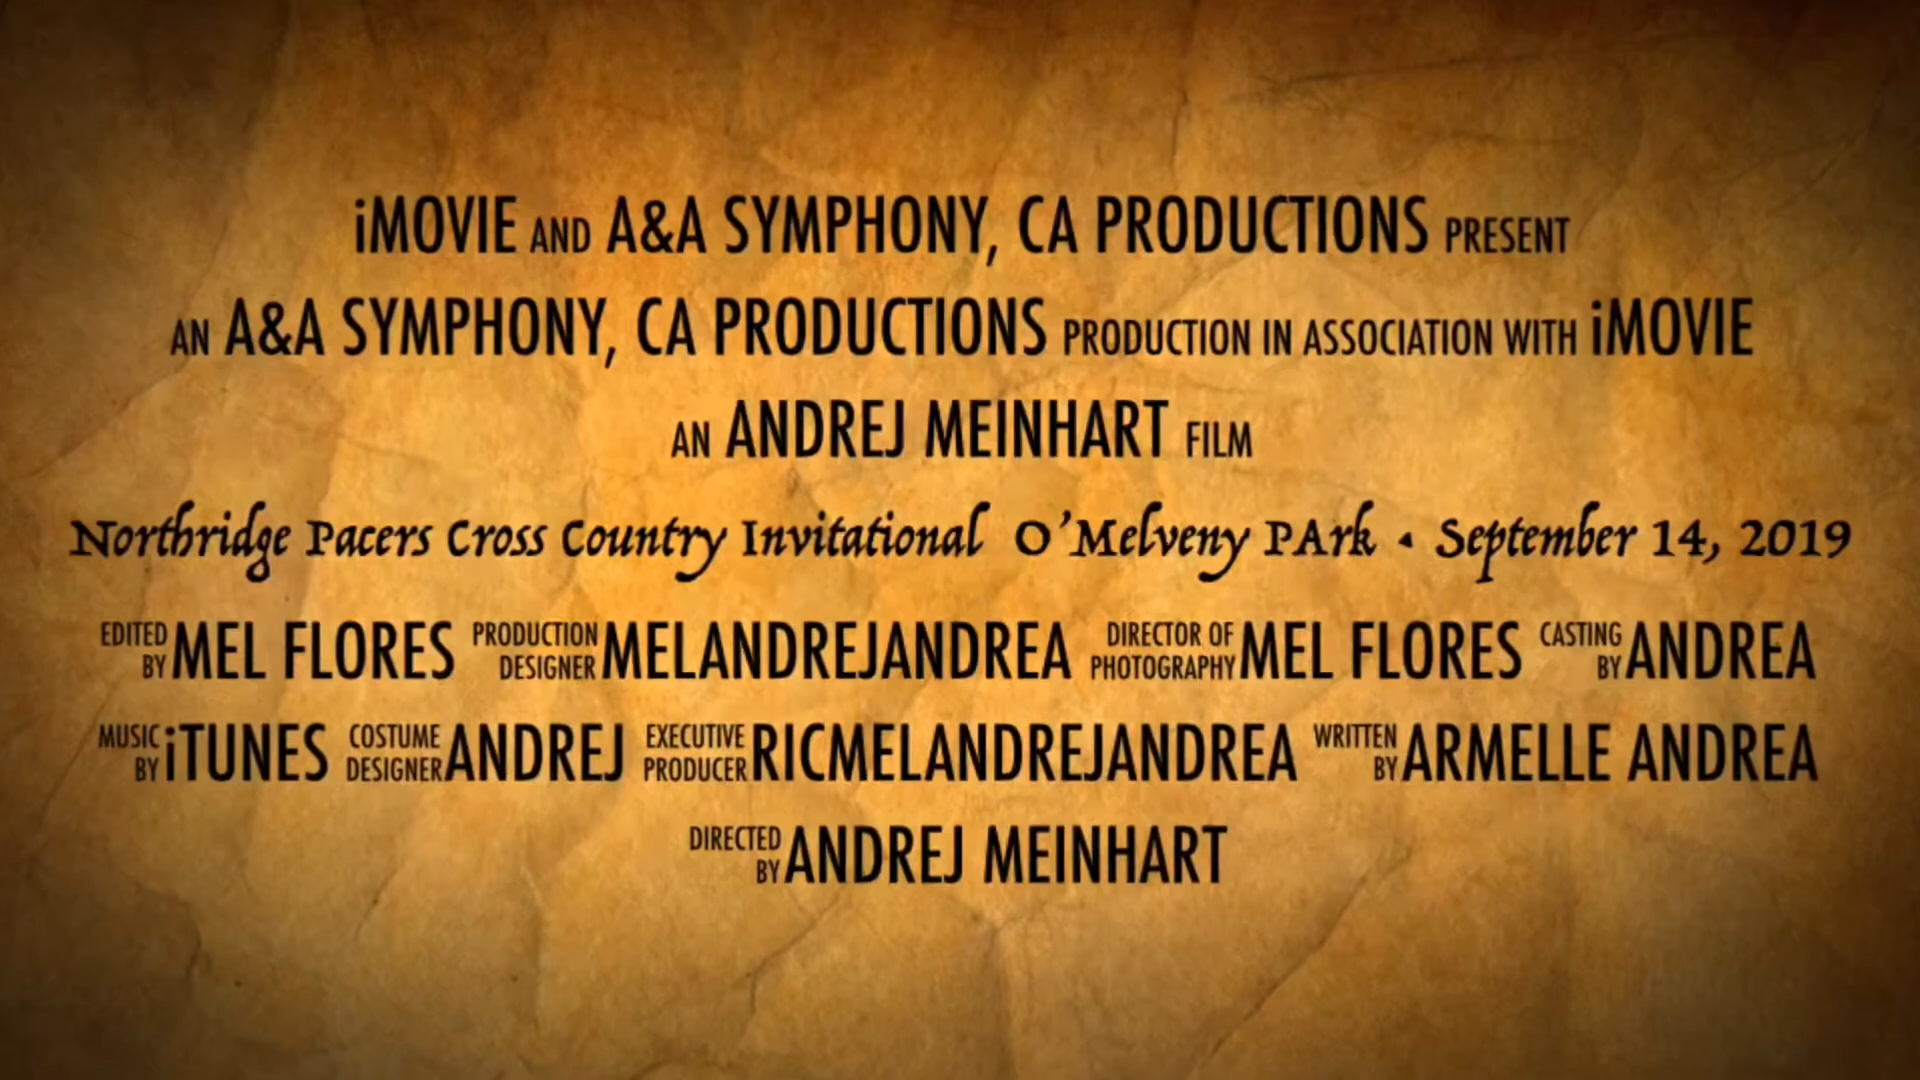 iMOVIE AND A&A SYMPHONY, CA PRODUCTIONS PRESENT
AN A&A SYMPHONY, CA PRODUCTIONS PRODUCTION IN ASSOCIATION WITH iMOVIE
AN ANDREJ MEINHART FILM
Northridge Pacers Cross Country Invitational O'Melveny PArk • September 14, 2019
EDITED BY MEL FLORES PRODUCTION DESIGNER MELANDREJANDREA DIRECTOR OF PHOTOGRAPHY MEL FLORES CASTING BY ANDREA
MUSIC BY iTUNES COSTUME DESIGNER ANDREJ EXECUTIVE PRODUCER RICMELANDREJANDREA WRITTEN BY ARMELLE ANDREA
DIRECTED BY ANDREJ MEINHART